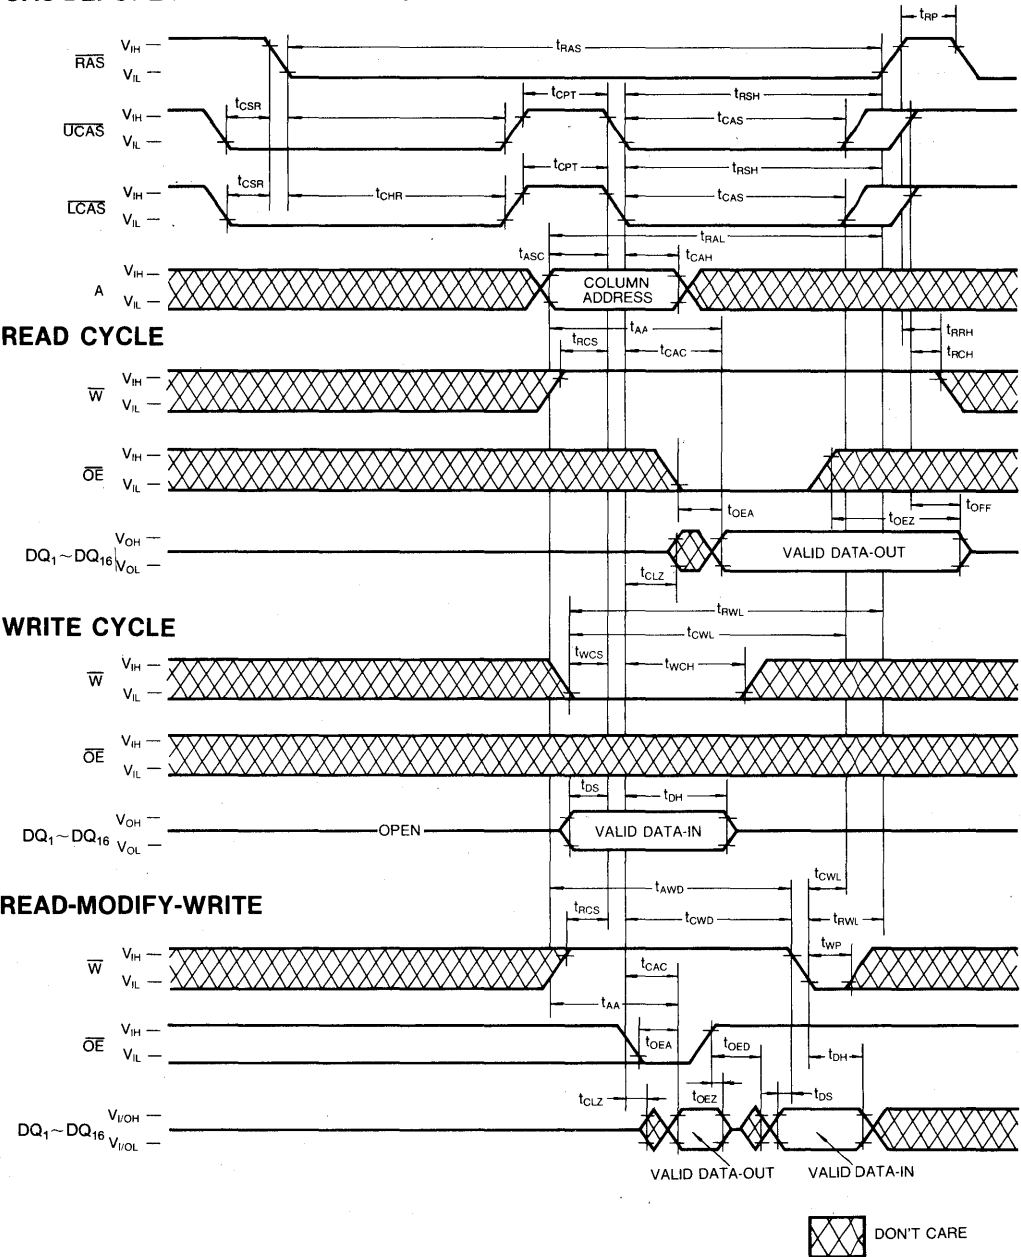 tRP
RAS VIH tRAS
VIL
tCSR tCPT tRSH
UCAS VIH tCAS
VIL
tCSR tCPT tRSH
LCAS VIH tCHR tCAS
VIL
tRAL
tASC tCAH
A VIH COLUMN
VIL ADDRESS
READ CYCLE
tAA tRRH
tRCS tCAC tRCH
W VIH
VIL
OE VIH
VIL
tOEA tOEZ tOFF
DQ1~DQ16 VOH VALID DATA-OUT
VOL
tCLZ
WRITE CYCLE
tRWL
tCWL
tWCS tWCH
W VIH
VIL
OE VIH
VIL
tDS tDH
DQ1~DQ16 VOH OPEN VALID DATA-IN
VOL
READ-MODIFY-WRITE
tAWD tCWL
tRCS tCWD tRWL
tWP
W VIH
VIL
tCAC
tAA
OE VIH
VIL
tOEA tOED tDH
tCLZ tOEZ tDS
DQ1~DQ16 VI/OH
VI/OL
VALID DATA-OUT VALID DATA-IN
DON'T CARE